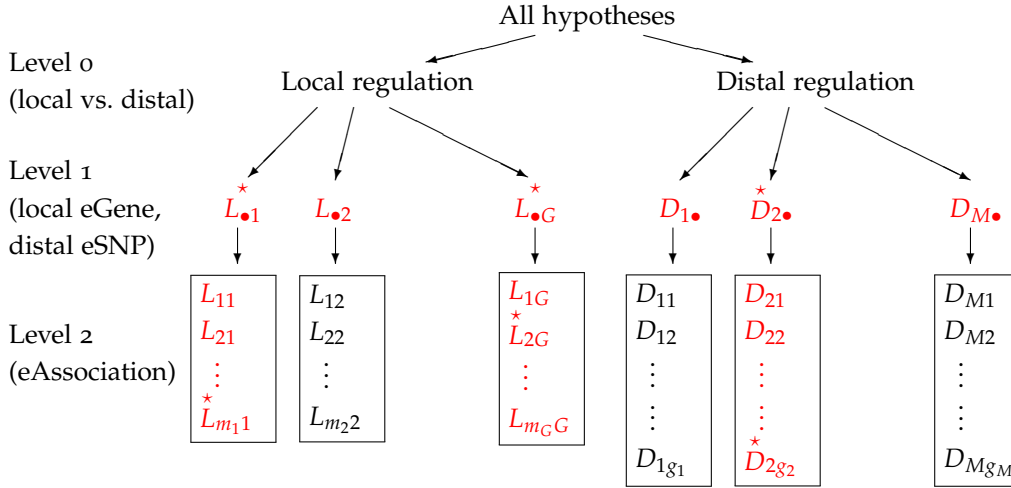 All hypotheses
Level 0
(local vs. distal)
Local regulation
Distal regulation
Level 1
(local eGene,
distal eSNP)
⋆ ⋆ ⋆
L●1 L●2 L●G D1● D2● DM●
Level 2
(eAssociation)
L11
L21
⋮
⋆
Lm11
L12
L22
⋮
Lm22
L1G
⋆
L2G
⋮
LmGG
D11
D12
⋮
⋮
D1g1
D21
D22
⋮
⋮
⋆
D2g2
DM1
DM2
⋮
⋮
DMgM